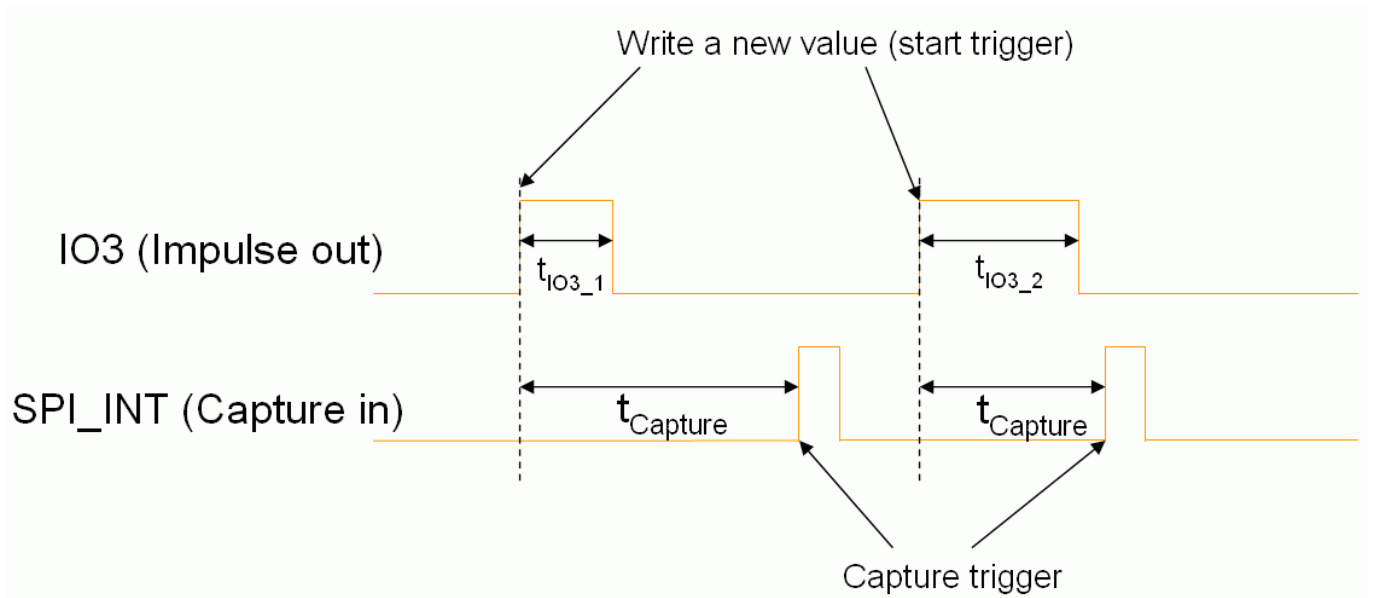 Write a new value (start trigger)
IO3 (Impulse out)
tIO3_1
tIO3_2
SPI_INT (Capture in)
tCapture
tCapture
Capture trigger